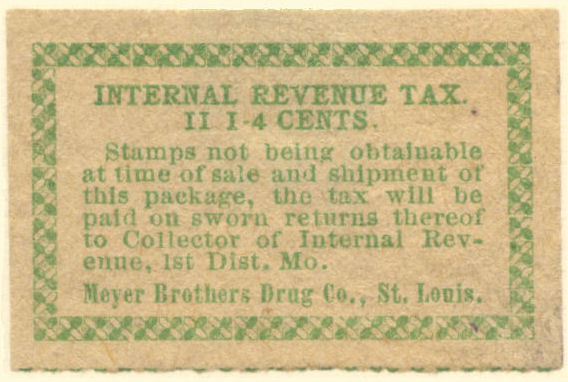 INTERNAL REVENUE TAX.
II I-4 CENTS.
Stamps not being obtainable
at time of sale and shipment of
this package, the tax will be
paid on sworn returns thereof
to Collector of Internal Rev-
enue, 1st Dist. Mo.
Meyer Brothers Drug Co., St. Louis.